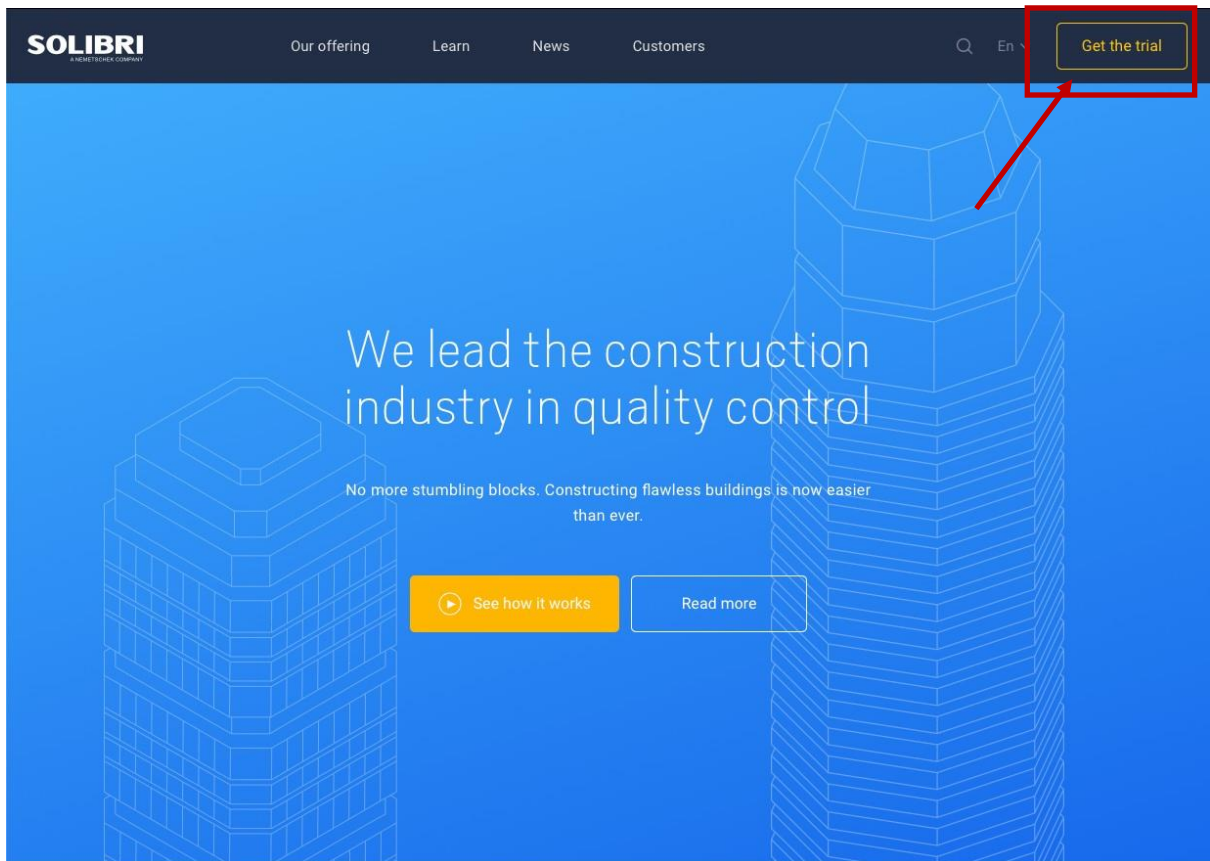 SOLIBRI
A NEMETSCHEK COMPANY
Our offering
Learn
News
Customers
En
Get the trial
We lead the construction
industry in quality control
No more stumbling blocks. Constructing flawless buildings is now easier
than ever.
See how it works
Read more